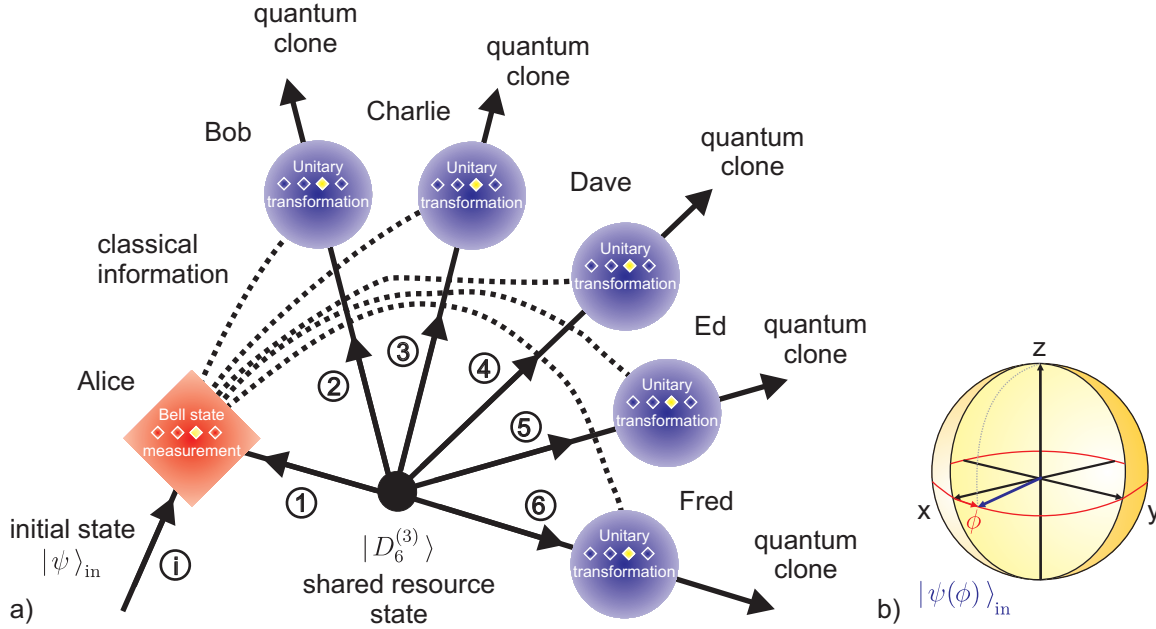 quantum
clone
quantum
clone
Bob
Charlie
quantum
clone
Dave
Unitary
transformation
Unitary
transformation
Unitary
transformation
classical
information
Ed
quantum
clone
Alice
Unitary
transformation
Bell state
measurement
②
③
④
⑤
①
⑥
Fred
initial state
|ψ⟩in
ⓘ
|D₆⁽³⁾⟩
shared resource
state
Unitary
transformation
quantum
clone
a)
z
x
y
ϕ
|ψ(ϕ)⟩in
b)